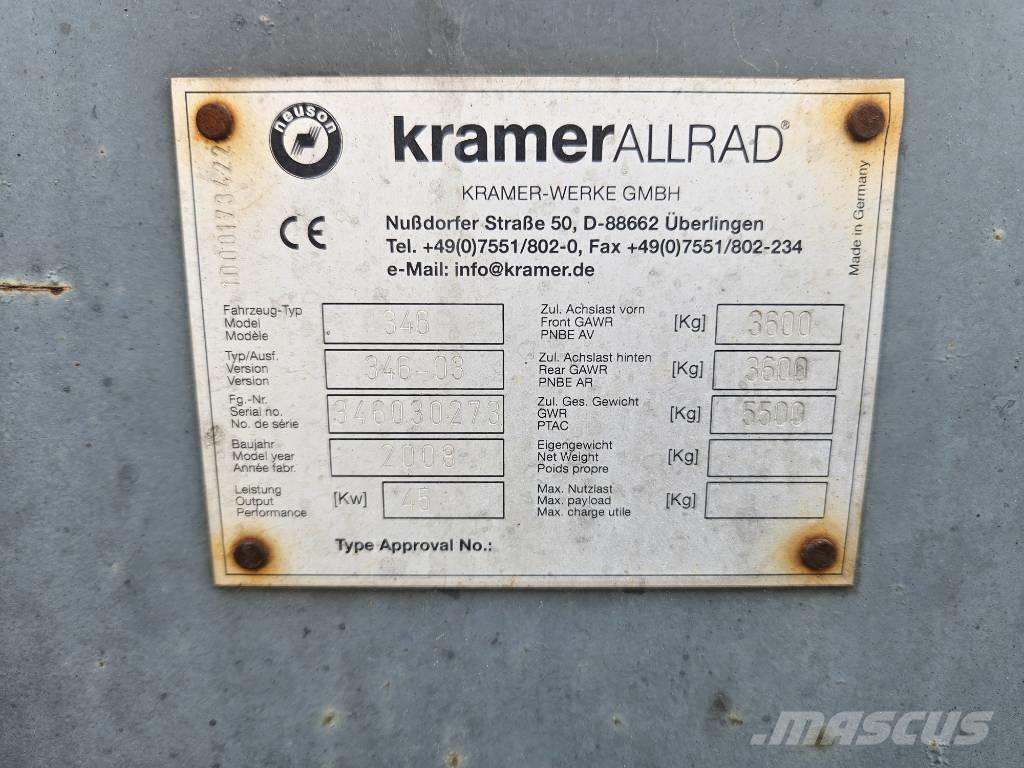 neuson
kramerALLRAD®
KRAMER-WERKE GMBH
CE
Nußdorfer Straße 50, D-88662 Überlingen
Tel. +49(0)7551/802-0, Fax +49(0)7551/802-234
e-Mail: info@kramer.de
Made in Germany
1000173422
Fahrzeug-Typ
Model
Modèle
346
Typ/Ausf.
Version
Version
346-03
Fg.-Nr.
Serial no.
No. de série
346030273
Baujahr
Model year
Année fabr.
2008
Leistung
Output
Performance
[Kw]
45
Zul. Achslast vorn
Front GAWR
PNBE AV
[Kg]
3600
Zul. Achslast hinten
Rear GAWR
PNBE AR
[Kg]
3600
Zul. Ges. Gewicht
GWR
PTAC
[Kg]
5500
Eigengewicht
Net Weight
Poids propre
[Kg]
Max. Nutzlast
Max. payload
Max. charge utile
[Kg]
Type Approval No.:
MASCUS